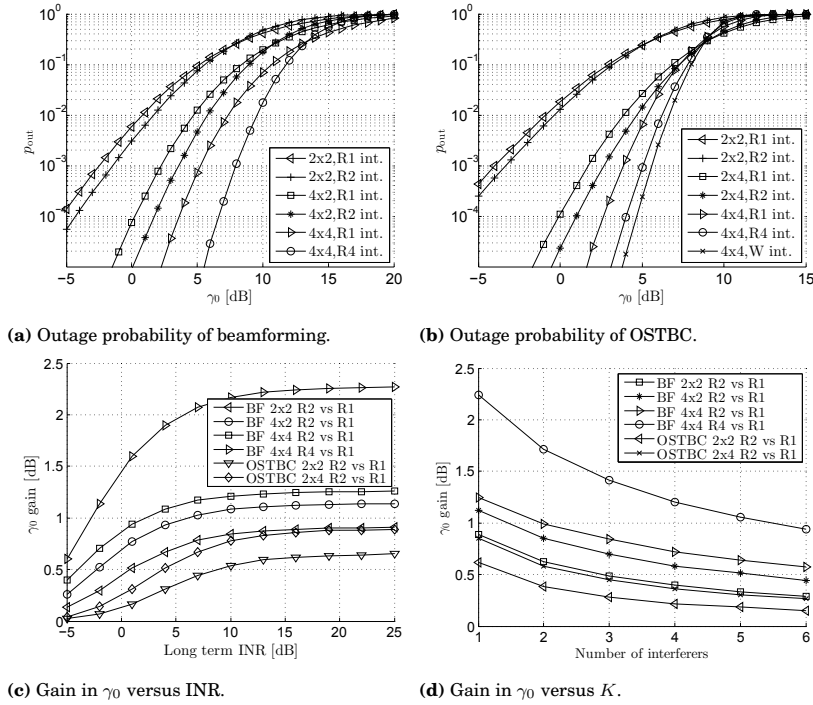 10^0
10^-1
10^-2
10^-3
10^-4
p_out
2x2,R1 int.
2x2,R2 int.
4x2,R1 int.
4x2,R2 int.
4x4,R1 int.
4x4,R4 int.
−5 0 5 10 15 20
γ_0 [dB]
(a) Outage probability of beamforming.
10^0
10^-1
10^-2
10^-3
10^-4
p_out
2x2,R1 int.
2x2,R2 int.
2x4,R1 int.
2x4,R2 int.
4x4,R1 int.
4x4,R4 int.
4x4,W int.
−5 0 5 10 15
γ_0 [dB]
(b) Outage probability of OSTBC.
2.5
2
1.5
1
0.5
0
γ_0 gain [dB]
BF 2x2 R2 vs R1
BF 4x2 R2 vs R1
BF 4x4 R2 vs R1
BF 4x4 R4 vs R1
OSTBC 2x2 R2 vs R1
OSTBC 2x4 R2 vs R1
−5 0 5 10 15 20 25
Long term INR [dB]
(c) Gain in γ_0 versus INR.
2.5
2
1.5
1
0.5
0
γ_0 gain [dB]
BF 2x2 R2 vs R1
BF 4x2 R2 vs R1
BF 4x4 R2 vs R1
BF 4x4 R4 vs R1
OSTBC 2x2 R2 vs R1
OSTBC 2x4 R2 vs R1
1 2 3 4 5 6
Number of interferers
(d) Gain in γ_0 versus K.